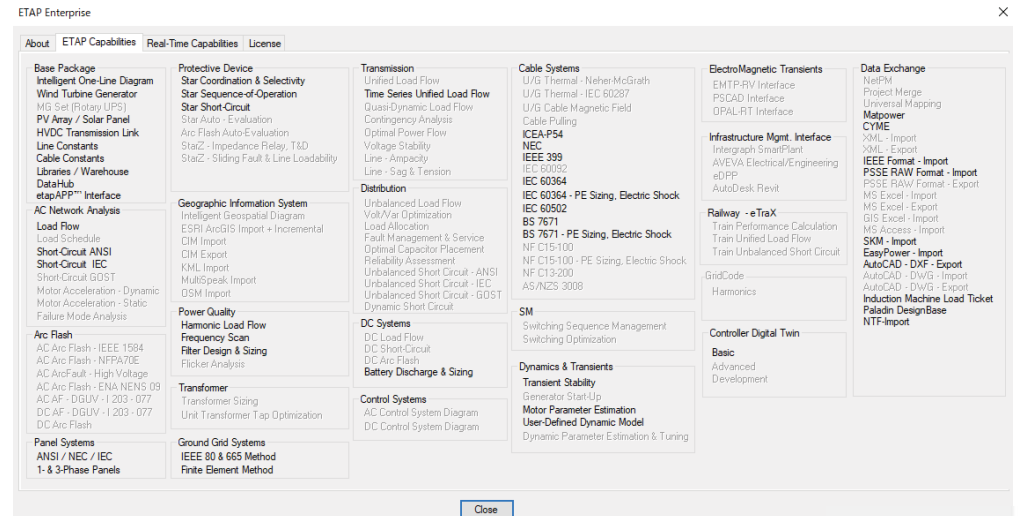 ETAP Enterprise
About
ETAP Capabilities
Real-Time Capabilities
License
Base Package
Intelligent One-Line Diagram
Wind Turbine Generator
MG Set (Rotary UPS)
PV Array / Solar Panel
HVDC Transmission Link
Line Constants
Cable Constants
Libraries / Warehouse
DataHub
etapAPP™ Interface
AC Network Analysis
Load Flow
Load Schedule
Short-Circuit ANSI
Short-Circuit IEC
Short-Circuit GOST
Motor Acceleration - Dynamic
Motor Acceleration - Static
Failure Mode Analysis
Arc Flash
AC Arc Flash - IEEE 1584
AC Arc Flash - NFPA70E
AC ArcFault - High Voltage
AC Arc Flash - ENA NENS 09
AC AF - DGUV - I 203 - 077
DC AF - DGUV - I 203 - 077
DC Arc Flash
Panel Systems
ANSI / NEC / IEC
1- & 3-Phase Panels
Protective Device
Star Coordination & Selectivity
Star Sequence-of-Operation
Star Short-Circuit
Star Auto - Evaluation
Arc Flash Auto-Evaluation
StarZ - Impedance Relay, T&D
StarZ - Sliding Fault & Line Loadability
Geographic Information System
Intelligent Geospatial Diagram
ESRI ArcGIS Import + Incremental
CIM Import
CIM Export
KML Import
MultiSpeak Import
OSM Import
Power Quality
Harmonic Load Flow
Frequency Scan
Filter Design & Sizing
Flicker Analysis
Transformer
Transformer Sizing
Unit Transformer Tap Optimization
Ground Grid Systems
IEEE 80 & 665 Method
Finite Element Method
Transmission
Unified Load Flow
Time Series Unified Load Flow
Quasi-Dynamic Load Flow
Contingency Analysis
Optimal Power Flow
Voltage Stability
Line - Ampacity
Line - Sag & Tension
Distribution
Unbalanced Load Flow
Volt/Var Optimization
Load Allocation
Fault Management & Service
Optimal Capacitor Placement
Reliability Assessment
Unbalanced Short Circuit - ANSI
Unbalanced Short Circuit - IEC
Unbalanced Short Circuit - GOST
Dynamic Short Circuit
DC Systems
DC Load Flow
DC Short-Circuit
DC Arc Flash
Battery Discharge & Sizing
Control Systems
AC Control System Diagram
DC Control System Diagram
Cable Systems
U/G Thermal - Neher-McGrath
U/G Thermal - IEC 60287
U/G Cable Magnetic Field
Cable Pulling
ICEA-P54
NEC
IEEE 399
IEC 60092
IEC 60364
IEC 60364 - PE Sizing, Electric Shock
IEC 60502
BS 7671
BS 7671 - PE Sizing, Electric Shock
NF C15-100
NF C15-100 - PE Sizing, Electric Shock
NF C13-200
AS/NZS 3008
SM
Switching Sequence Management
Switching Optimization
Dynamics & Transients
Transient Stability
Generator Start-Up
Motor Parameter Estimation
User-Defined Dynamic Model
Dynamic Parameter Estimation & Tuning
ElectroMagnetic Transients
EMTP-RV Interface
PSCAD Interface
OPAL-RT Interface
Infrastructure Mgmt. Interface
Intergraph SmartPlant
AVEVA Electrical/Engineering
eDPP
AutoDesk Revit
Railway - eTraX
Train Performance Calculation
Train Unified Load Flow
Train Unbalanced Short Circuit
GridCode
Harmonics
Controller Digital Twin
Basic
Advanced
Development
Data Exchange
NetPM
Project Merge
Universal Mapping
Matpower
CYME
XML - Import
XML - Export
IEEE Format - Import
PSSE RAW Format - Import
PSSE RAW Format - Export
MS Excel - Import
MS Excel - Export
GIS Excel - Import
MS Access - Import
SKM - Import
EasyPower - Import
AutoCAD - DXF - Export
AutoCAD - DWG - Import
AutoCAD - DWG - Export
Induction Machine Load Ticket
Paladin DesignBase
NTF-Import
Close